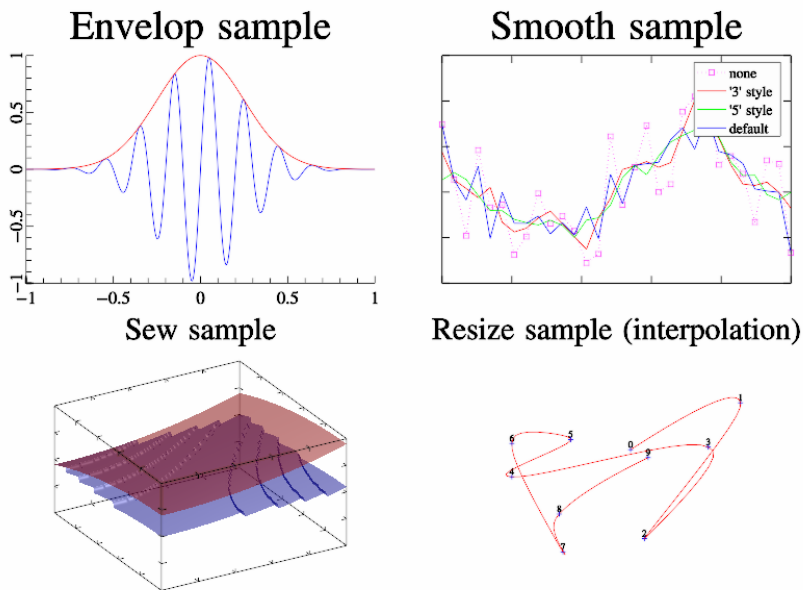 Envelop sample
Smooth sample
1
0.5
0
−0.5
−1
−1 −0.5 0 0.5 1
none
'3' style
'5' style
default
Sew sample
Resize sample (interpolation)
1
6 5
0 9 3
4
8
2
7